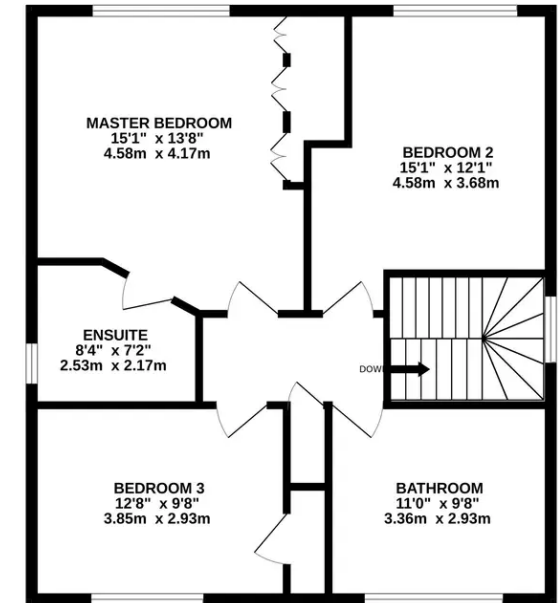 MASTER BEDROOM
15'1" x 13'8"
4.58m x 4.17m
BEDROOM 2
15'1" x 12'1"
4.58m x 3.68m
ENSUITE
8'4" x 7'2"
2.53m x 2.17m
DOWN
BEDROOM 3
12'8" x 9'8"
3.85m x 2.93m
BATHROOM
11'0" x 9'8"
3.36m x 2.93m